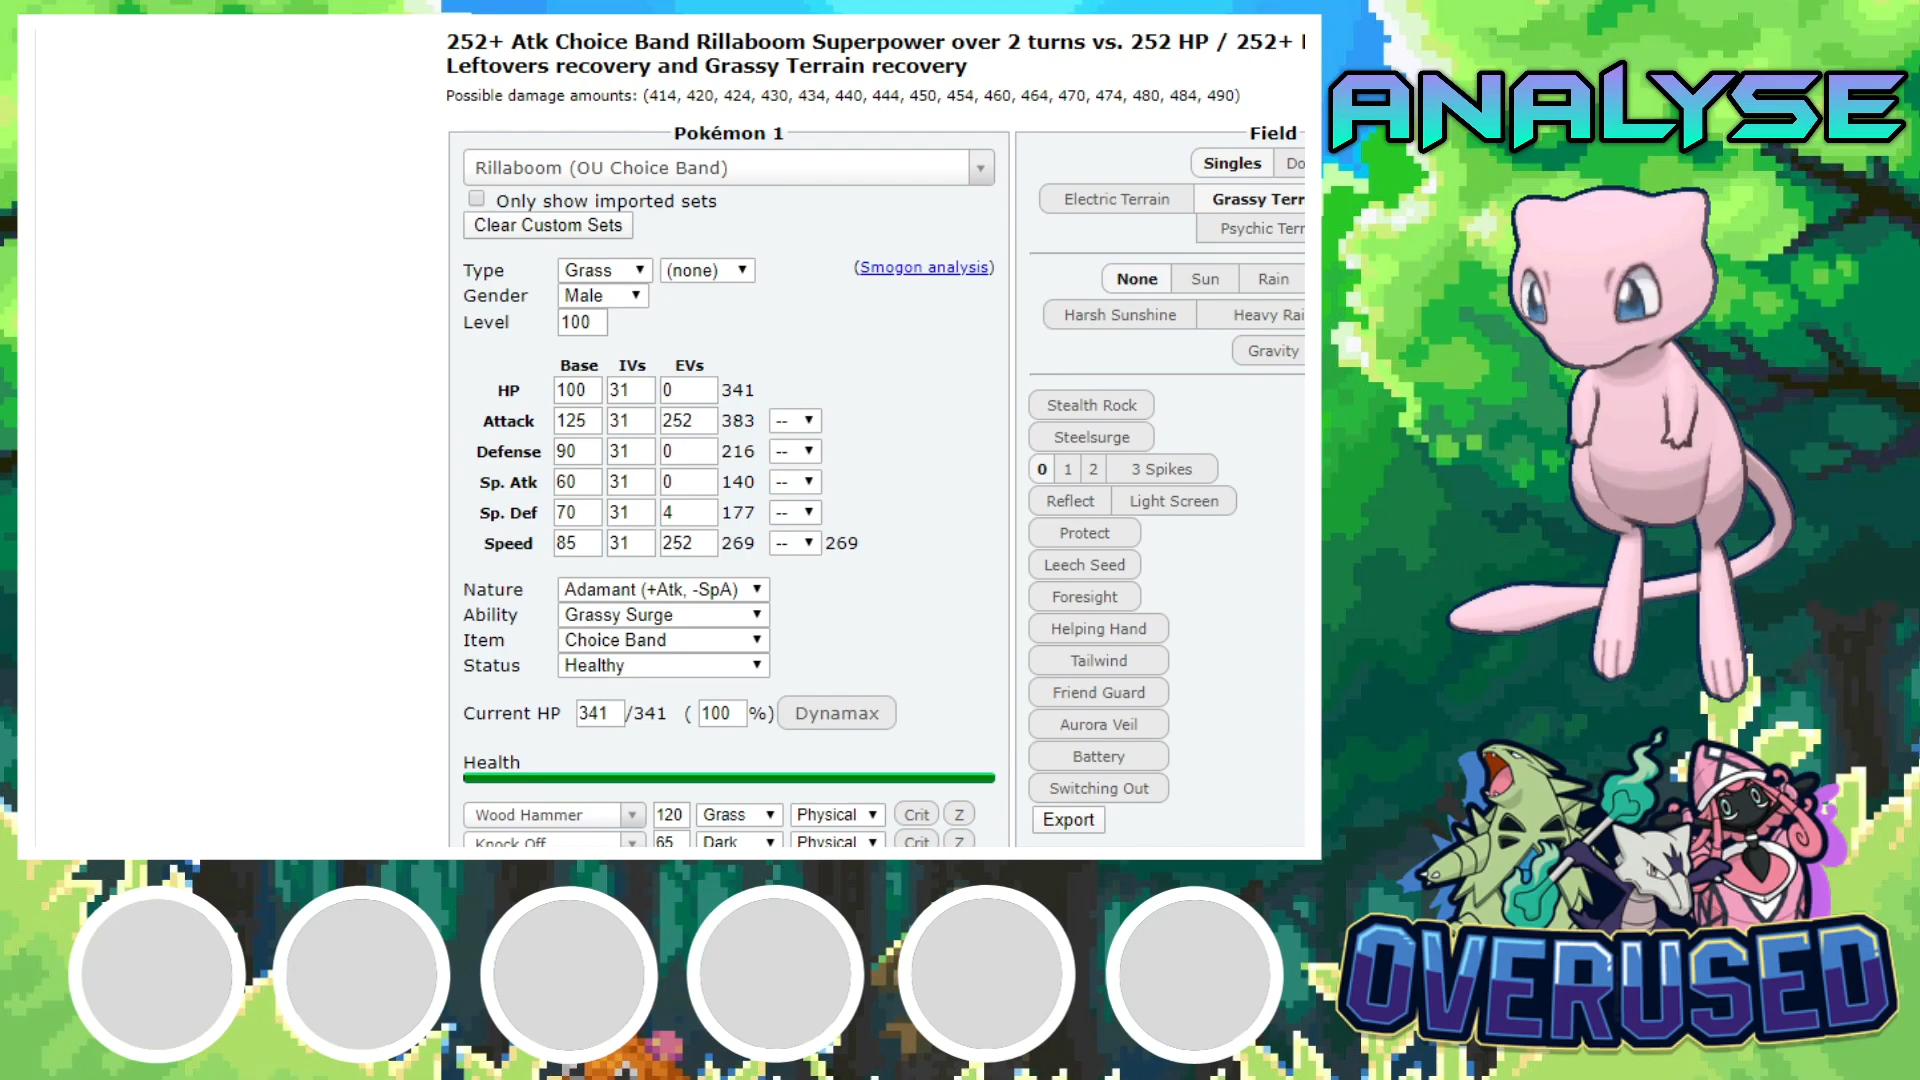 252+ Atk Choice Band Rillaboom Superpower over 2 turns vs. 252 HP / 252+
Leftovers recovery and Grassy Terrain recovery
Possible damage amounts: (414, 420, 424, 430, 434, 440, 444, 450, 454, 460, 464, 470, 474, 480, 484, 490)
ANALYSE
Pokémon 1
Rillaboom (OU Choice Band)
Only show imported sets
Clear Custom Sets
Type Grass (none) (Smogon analysis)
Gender Male
Level 100
Base IVs EVs
HP 100 31 0 341
Attack 125 31 252 383 --
Defense 90 31 0 216 --
Sp. Atk 60 31 0 140 --
Sp. Def 70 31 4 177 --
Speed 85 31 252 269 -- 269
Nature Adamant (+Atk, -SpA)
Ability Grassy Surge
Item Choice Band
Status Healthy
Current HP 341/341 (100%) Dynamax
Health
Wood Hammer 120 Grass Physical Crit Z
Knock Off 65 Dark Physical Crit Z
Field
Singles Do
Electric Terrain Grassy Terr
Psychic Terr
None Sun Rain
Harsh Sunshine Heavy Rai
Gravity
Stealth Rock
Steelsurge
0 1 2 3 Spikes
Reflect Light Screen
Protect
Leech Seed
Foresight
Helping Hand
Tailwind
Friend Guard
Aurora Veil
Battery
Switching Out
Export
OVERUSED